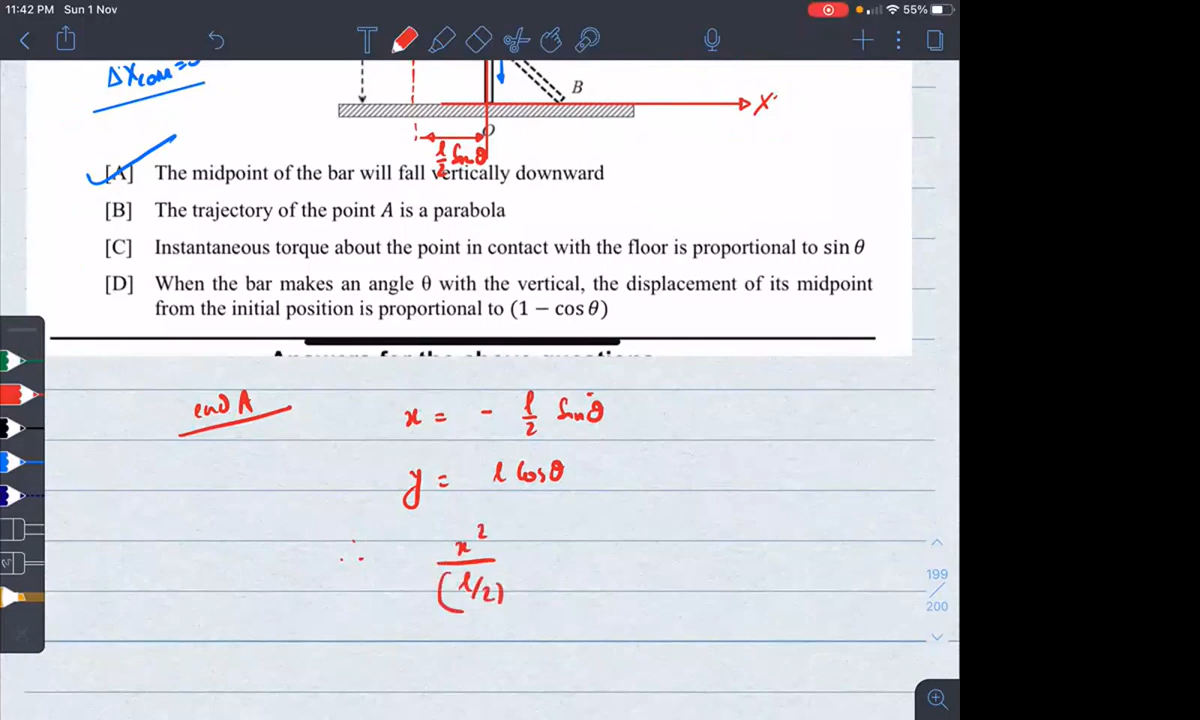 11:42 PM Sun 1 Nov
55%
B
X
O
l/2 Sin θ
[A] The midpoint of the bar will fall vertically downward
[B] The trajectory of the point A is a parabola
[C] Instantaneous torque about the point in contact with the floor is proportional to sin θ
[D] When the bar makes an angle θ with the vertical, the displacement of its midpoint
from the initial position is proportional to (1 − cos θ)
end A
x = - l/2 Sin θ
y = l Cos θ
∴ x² / (l/2)
199
/
200